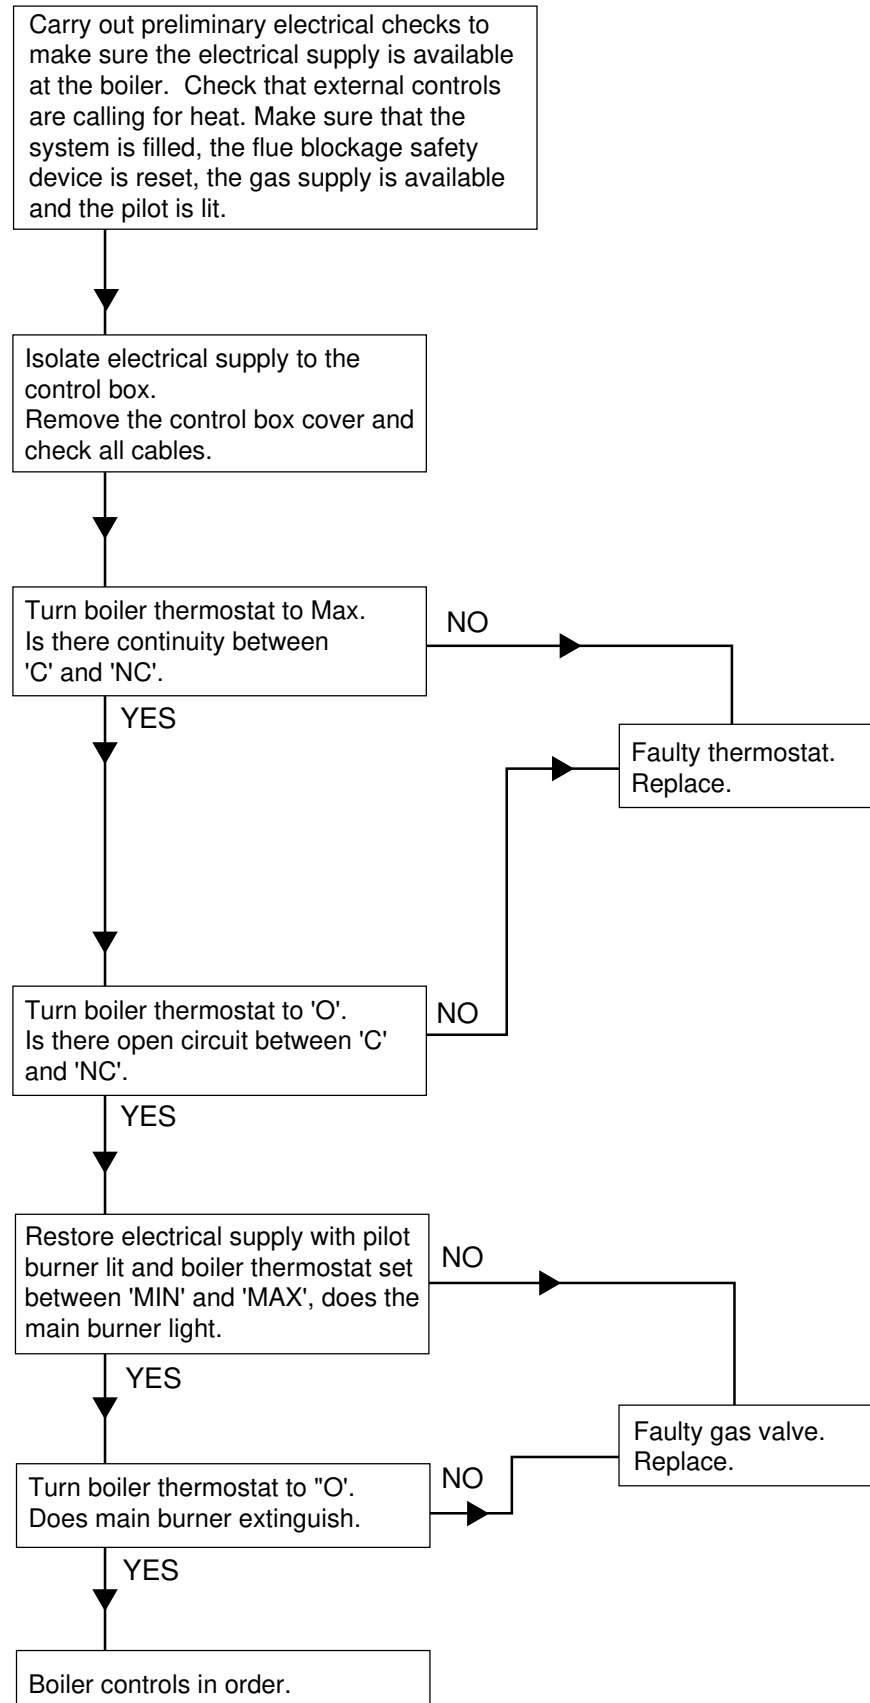 Carry out preliminary electrical checks to
make sure the electrical supply is available
at the boiler.  Check that external controls
are calling for heat. Make sure that the
system is filled, the flue blockage safety
device is reset, the gas supply is available
and the pilot is lit.
Isolate electrical supply to the
control box.
Remove the control box cover and
check all cables.
Turn boiler thermostat to Max.
Is there continuity between
'C' and 'NC'.
NO
YES
Faulty thermostat.
Replace.
Turn boiler thermostat to 'O'.
Is there open circuit between 'C'
and 'NC'.
NO
YES
Restore electrical supply with pilot
burner lit and boiler thermostat set
between 'MIN' and 'MAX', does the
main burner light.
NO
YES
Faulty gas valve.
Replace.
Turn boiler thermostat to "O'.
Does main burner extinguish.
NO
YES
Boiler controls in order.